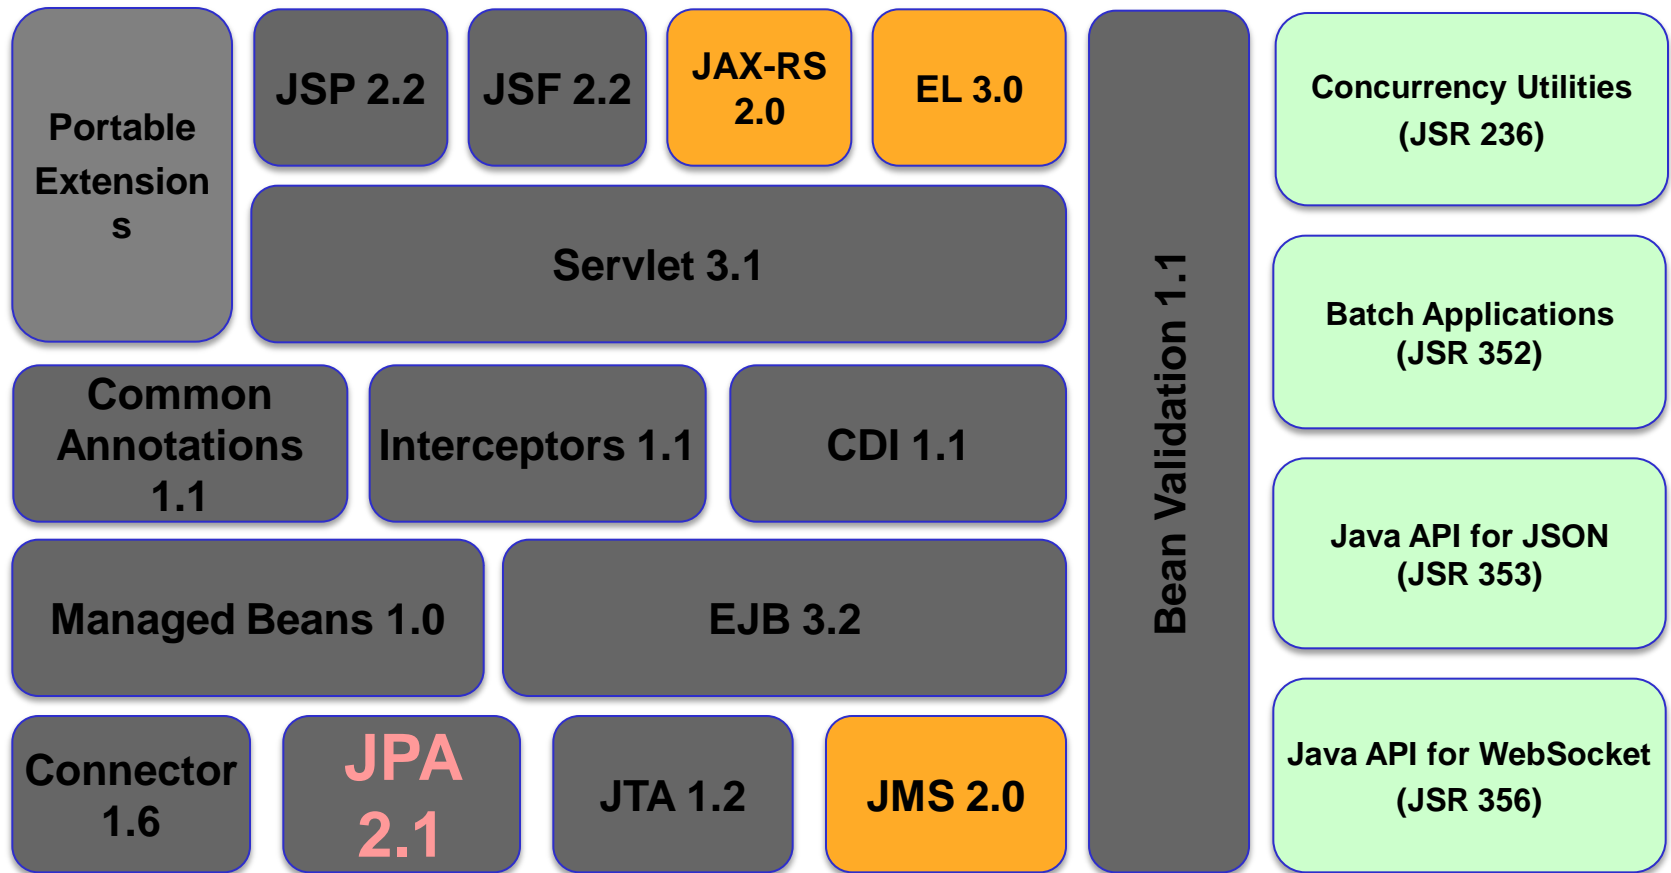 Portable
Extension
s
JSP 2.2
JSF 2.2
JAX-RS
2.0
EL 3.0
Servlet 3.1
Common
Annotations
1.1
Interceptors 1.1
CDI 1.1
Managed Beans 1.0
EJB 3.2
Connector
1.6
JPA
2.1
JTA 1.2
JMS 2.0
Bean Validation 1.1
Concurrency Utilities
(JSR 236)
Batch Applications
(JSR 352)
Java API for JSON
(JSR 353)
Java API for WebSocket
(JSR 356)